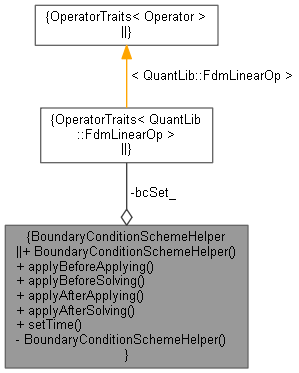 {OperatorTraits< Operator >
||}
< QuantLib::FdmLinearOp >
{OperatorTraits< QuantLib
::FdmLinearOp >
||}
-bcSet_
{BoundaryConditionSchemeHelper
||+ BoundaryConditionSchemeHelper()
+ applyBeforeApplying()
+ applyBeforeSolving()
+ applyAfterApplying()
+ applyAfterSolving()
+ setTime()
- BoundaryConditionSchemeHelper()
}